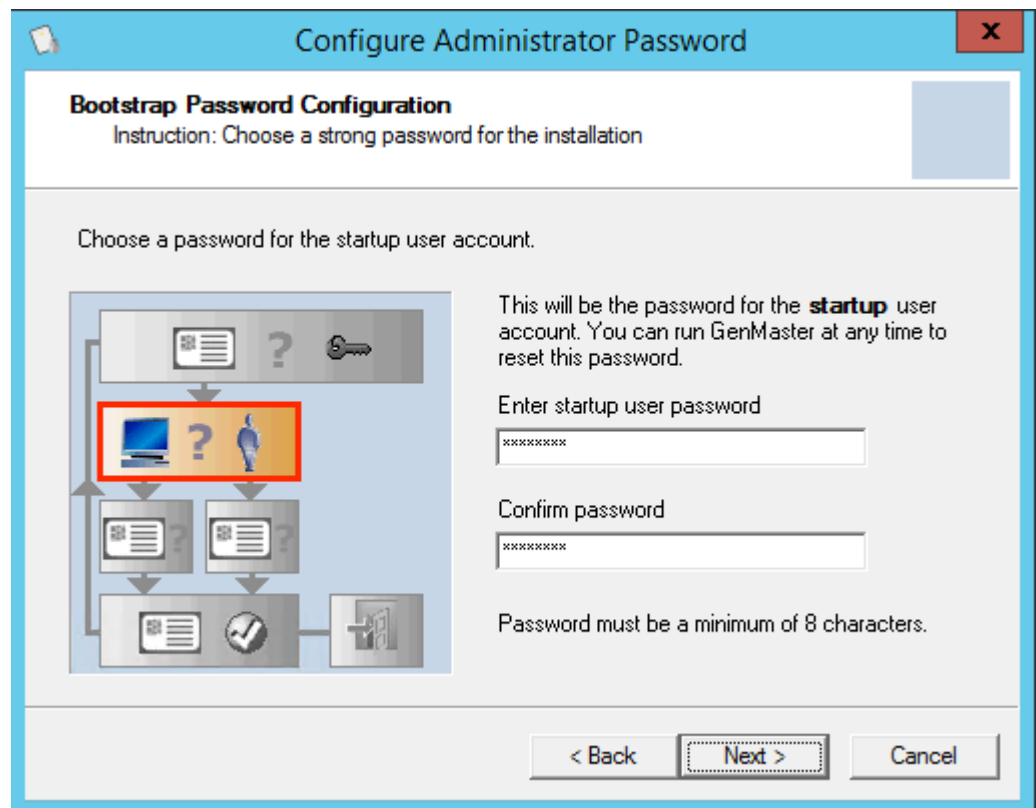 Configure Administrator Password
x
Bootstrap Password Configuration
Instruction: Choose a strong password for the installation
Choose a password for the startup user account.
This will be the password for the startup user
account. You can run GenMaster at any time to
reset this password.
?
?
Enter startup user password
××××××××
? ?
Confirm password
××××××××
Password must be a minimum of 8 characters.
< Back Next > Cancel